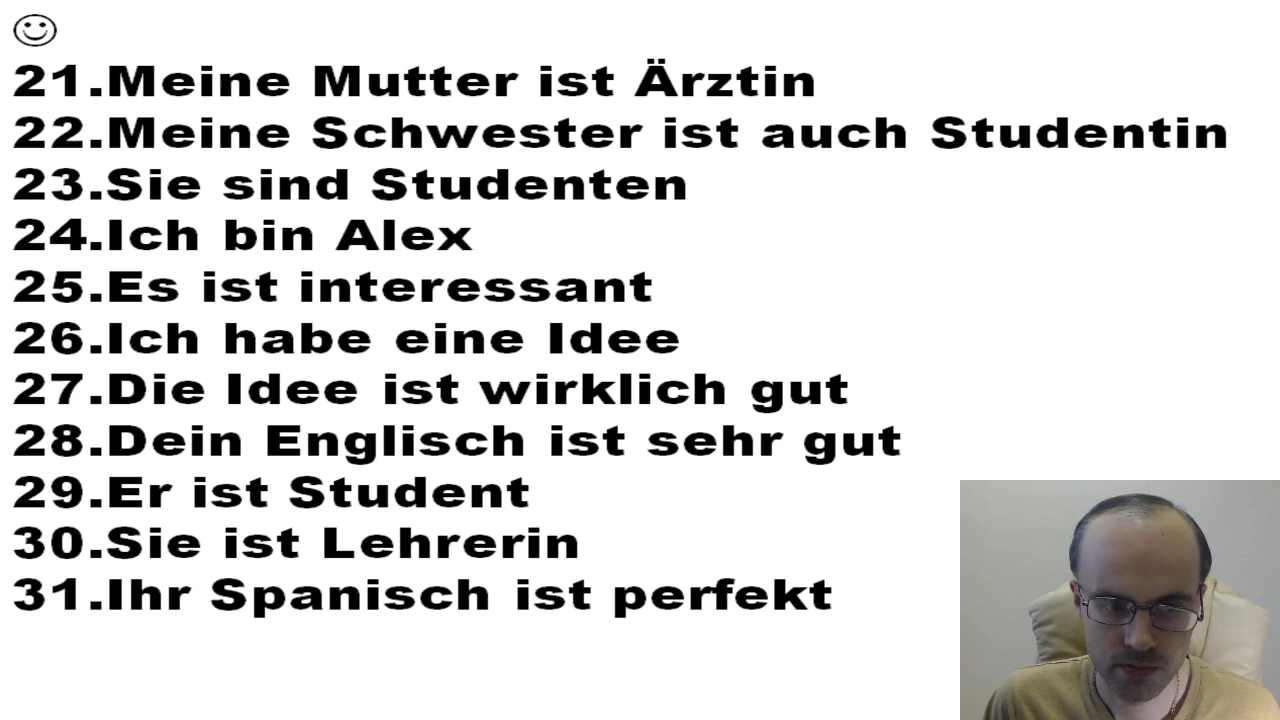 21.Meine Mutter ist Ärztin
22.Meine Schwester ist auch Studentin
23.Sie sind Studenten
24.Ich bin Alex
25.Es ist interessant
26.Ich habe eine Idee
27.Die Idee ist wirklich gut
28.Dein Englisch ist sehr gut
29.Er ist Student
30.Sie ist Lehrerin
31.Ihr Spanisch ist perfekt